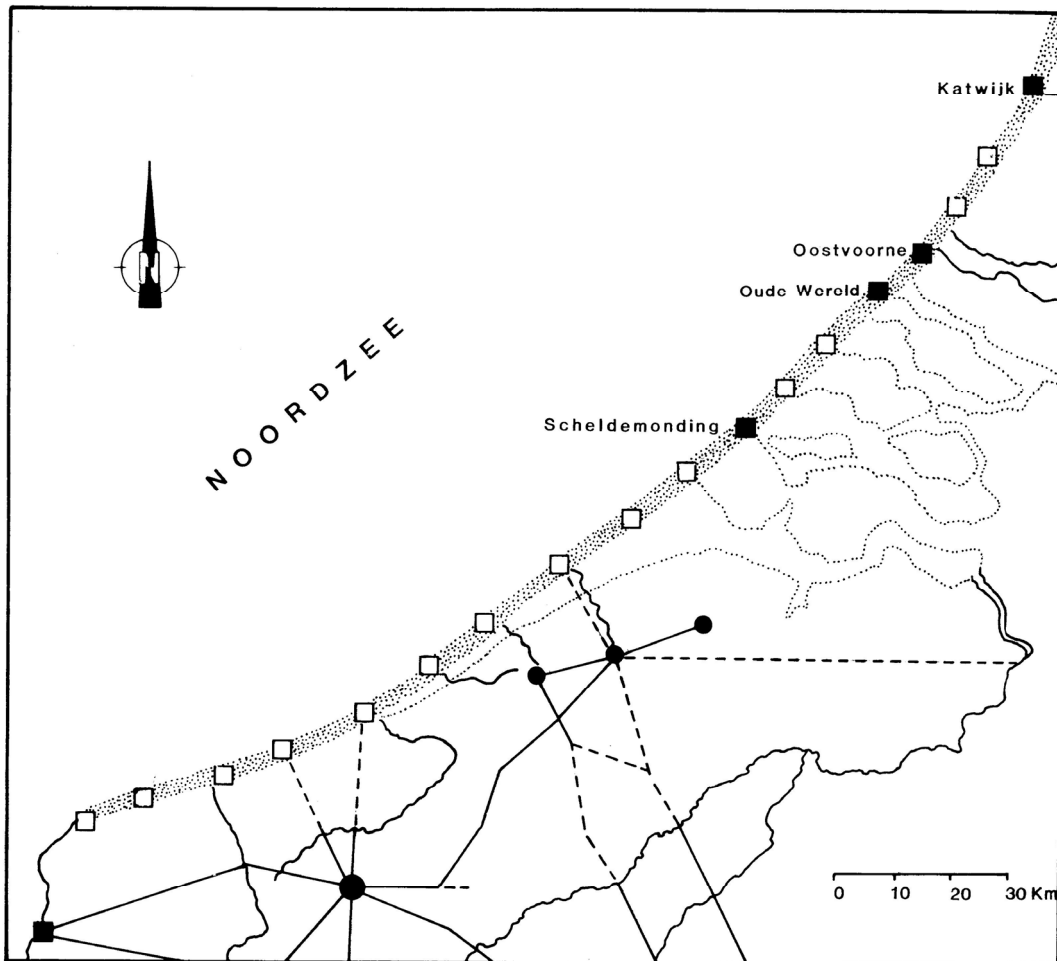 Katwijk
Oostvoorne
Oude Wereld
NOORDZEE
Scheldemonding
0 10 20 30 Km
N